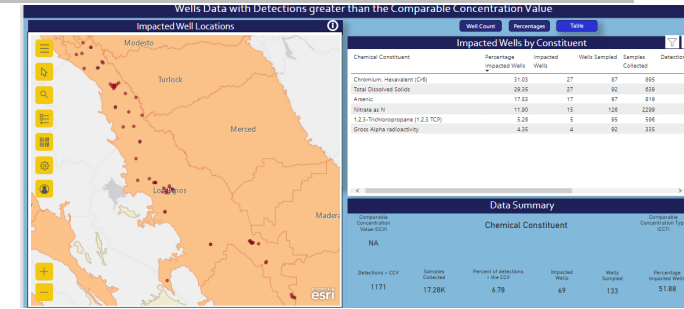 Wells Data with Detections greater than the Comparable Concentration Value
Impacted Well Locations
Modesto
Turlock
Merced
Los Banos
Madera
esri
Well Count Percentages Table
Impacted Wells by Constituent
Chemical Constituent Percentage Impacted Wells Impacted Wells Wells Sampled Samples Collected Detection
Chromium, Hexavalent (Cr6) 31.03 27 87 895
Total Dissolved Solids 29.35 27 92 639
Arsenic 17.53 17 97 819
Nitrate as N 11.90 15 126 2299
1,2,3-Trichloropropane (1,2,3 TCP) 5.26 5 95 596
Gross Alpha radioactivity 4.35 4 92 335
Data Summary
Comparable Concentration Value (CCV)
NA
Chemical Constituent
Comparable Concentration Typ (CCT)
Detections > CCV
1171
Samples Collected
17.28K
Percent of detections > the CCV
6.78
Impacted Wells
69
Wells Sampled
133
Percentage Impacted Wells
51.88